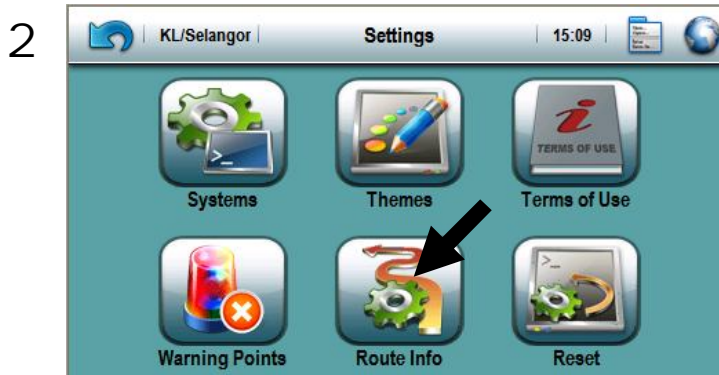 2
KL/Selangor Settings 15:09
>_ TERMS OF USE
Systems Themes Terms of Use
>_
Warning Points Route Info Reset